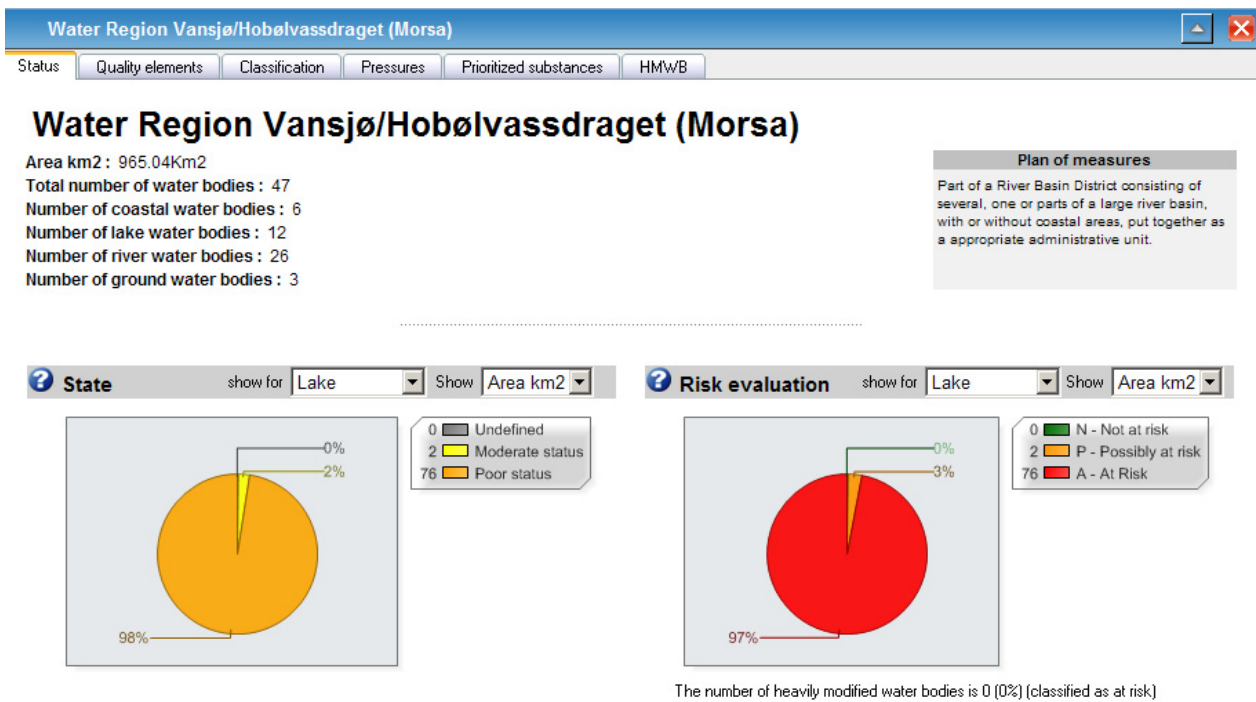 Water Region Vansjø/Hobølvassdraget (Morsa)
Status Quality elements Classification Pressures Prioritized substances HMWB
Water Region Vansjø/Hobølvassdraget (Morsa)
Area km2 : 965.04Km2
Total number of water bodies : 47
Number of coastal water bodies : 6
Number of lake water bodies : 12
Number of river water bodies : 26
Number of ground water bodies : 3
Plan of measures
Part of a River Basin District consisting of
several, one or parts of a large river basin,
with or without coastal areas, put together as
a appropriate administrative unit.
? State show for Lake Show Area km2
0%
2%
98%
0 Undefined
2 Moderate status
76 Poor status
? Risk evaluation show for Lake Show Area km2
0%
3%
97%
0 N - Not at risk
2 P - Possibly at risk
76 A - At Risk
The number of heavily modified water bodies is 0 (0%) (classified as at risk)